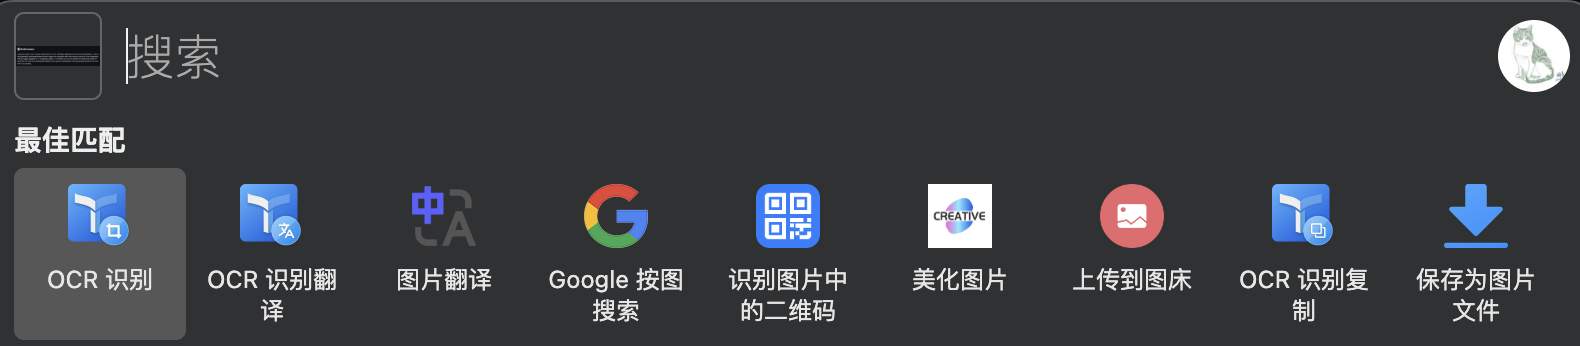 搜索
最佳匹配
OCR 识别
OCR 识别翻
译
图片翻译
Google 按图
搜索
识别图片中
的二维码
CREATIVE
美化图片
上传到图床
OCR 识别复
制
保存为图片
文件